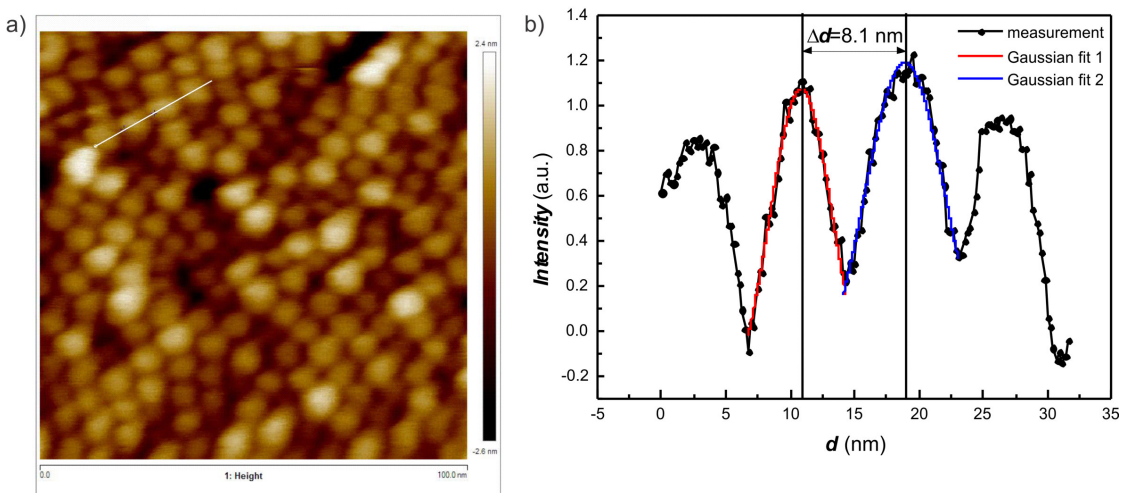 a)
2.4 nm
-2.6 nm
0.0
1: Height
100.0 nm
b)
Δd=8.1 nm
measurement
Gaussian fit 1
Gaussian fit 2
1.4
1.2
1.0
0.8
0.6
0.4
0.2
0.0
-0.2
Intensity (a.u.)
-5 0 5 10 15 20 25 30 35
d (nm)